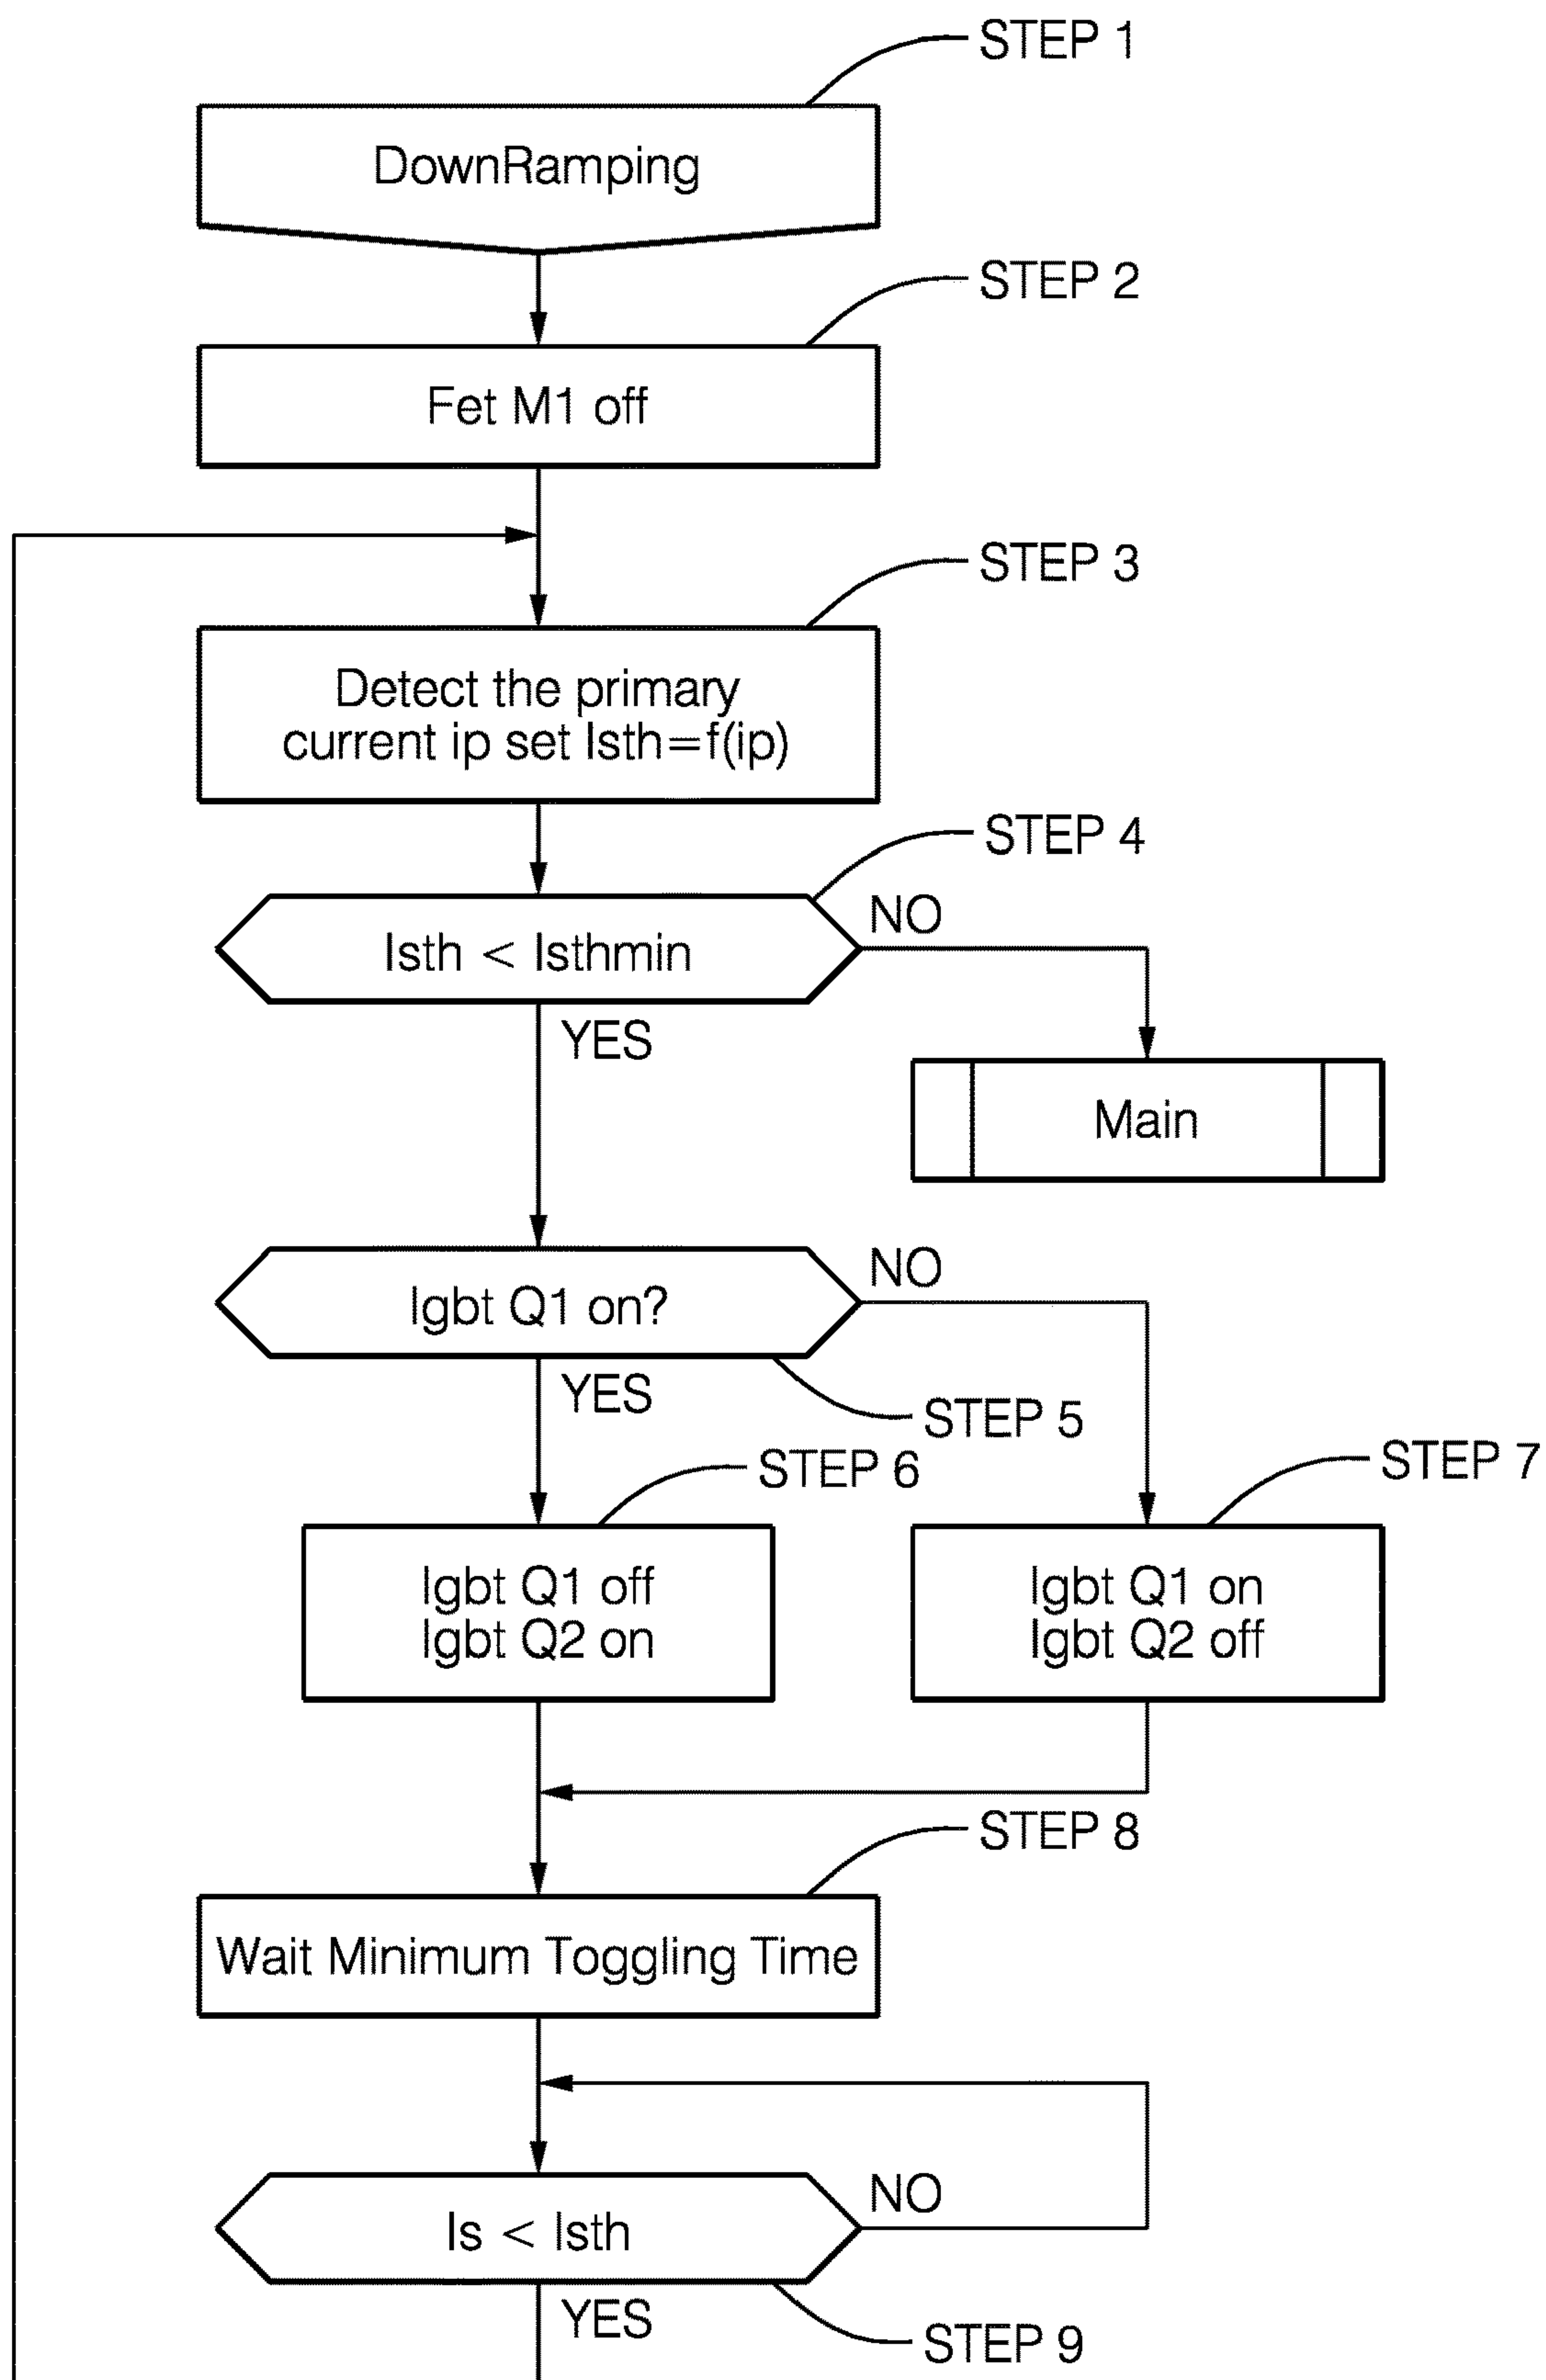 STEP 1
DownRamping
STEP 2
Fet M1 off
STEP 3
Detect the primary
current ip set Isth=f(ip)
STEP 4
Isth < Isthmin
NO
YES
Main
Igbt Q1 on?
NO
YES
STEP 5
STEP 6
STEP 7
Igbt Q1 off
Igbt Q2 on
Igbt Q1 on
Igbt Q2 off
STEP 8
Wait Minimum Toggling Time
Is < Isth
NO
YES
STEP 9